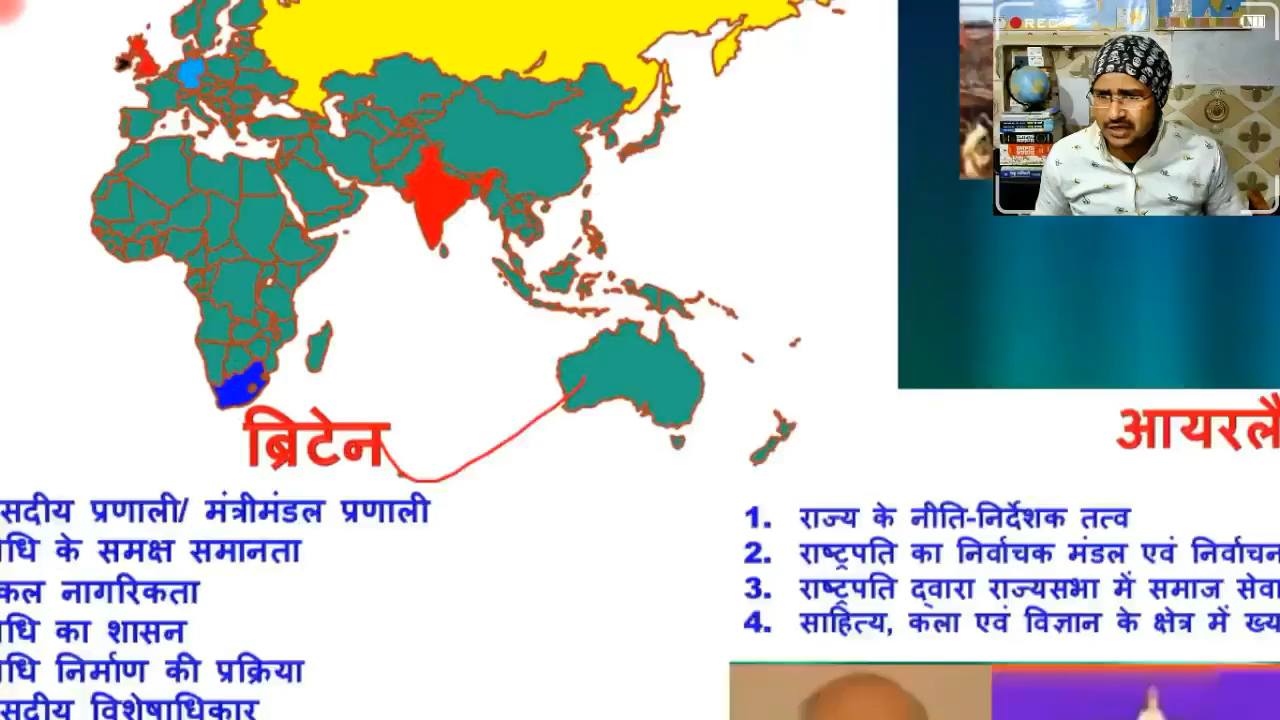 REC
ब्रिटेन
सदीय प्रणाली/ मंत्रीमंडल प्रणाली
धि के समक्ष समानता
कल नागरिकता
धि का शासन
धि निर्माण की प्रक्रिया
सदीय विशेषाधिकार
आयरलै
1. राज्य के नीति-निर्देशक तत्व
2. राष्ट्रपति का निर्वाचक मंडल एवं निर्वाचन
3. राष्ट्रपति द्वारा राज्यसभा में समाज सेवा
4. साहित्य, कला एवं विज्ञान के क्षेत्र में ख्य